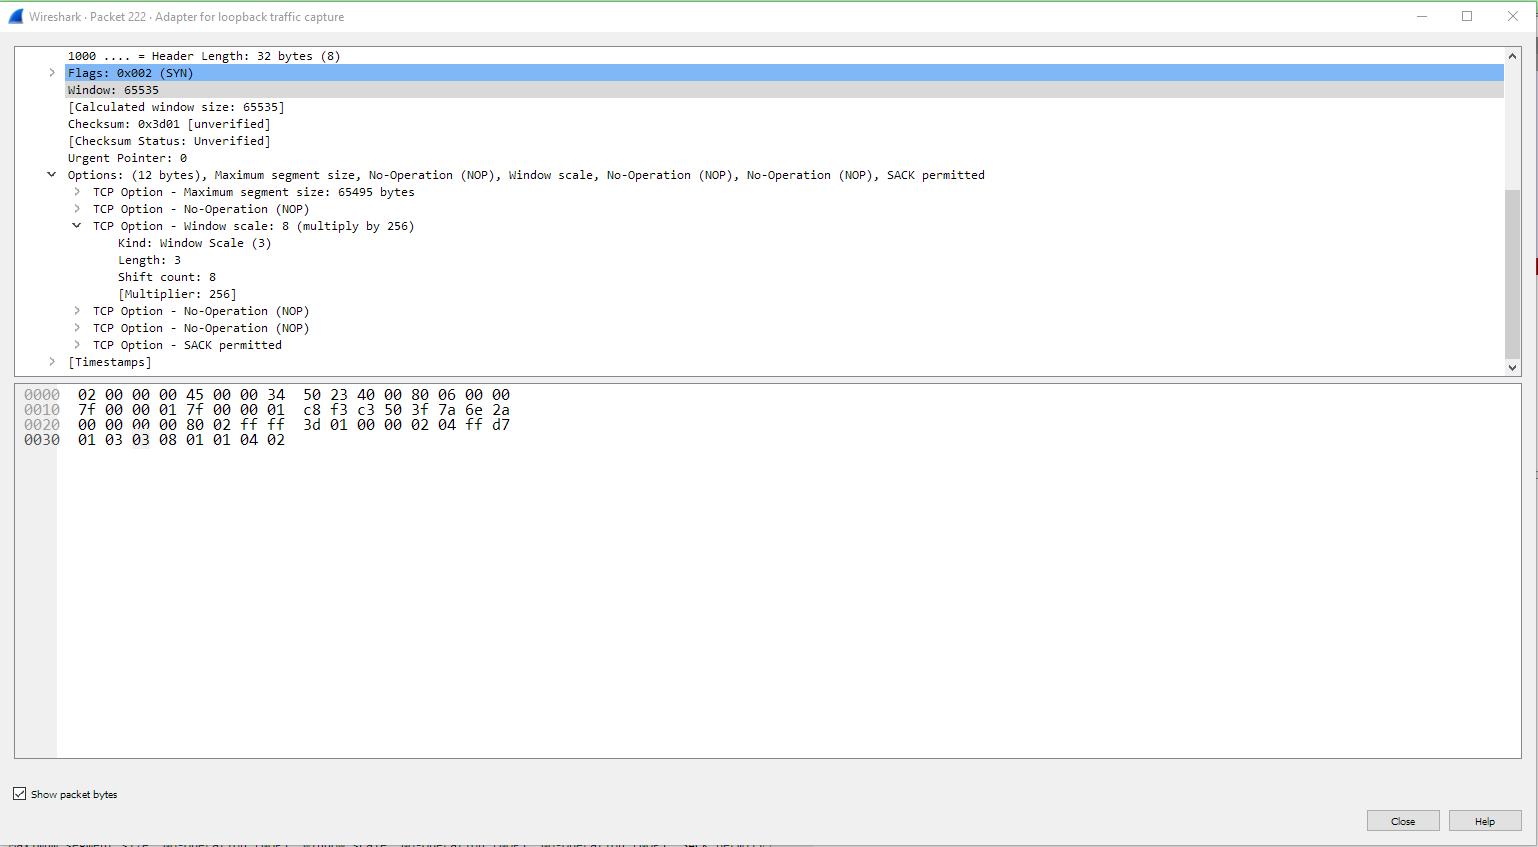 Wireshark · Packet 222 · Adapter for loopback traffic capture
1000 .... = Header Length: 32 bytes (8)
Flags: 0x002 (SYN)
Window: 65535
[Calculated window size: 65535]
Checksum: 0x3d01 [unverified]
[Checksum Status: Unverified]
Urgent Pointer: 0
Options: (12 bytes), Maximum segment size, No-Operation (NOP), Window scale, No-Operation (NOP), No-Operation (NOP), SACK permitted
TCP Option - Maximum segment size: 65495 bytes
TCP Option - No-Operation (NOP)
TCP Option - Window scale: 8 (multiply by 256)
Kind: Window Scale (3)
Length: 3
Shift count: 8
[Multiplier: 256]
TCP Option - No-Operation (NOP)
TCP Option - No-Operation (NOP)
TCP Option - SACK permitted
[Timestamps]
0000 02 00 00 00 45 00 00 34 50 23 40 00 80 06 00 00
0010 7f 00 00 01 7f 00 00 01 c8 f3 c3 50 3f 7a 6e 2a
0020 00 00 00 00 80 02 ff ff 3d 01 00 00 02 04 ff d7
0030 01 03 03 08 01 01 04 02
Show packet bytes
Close Help